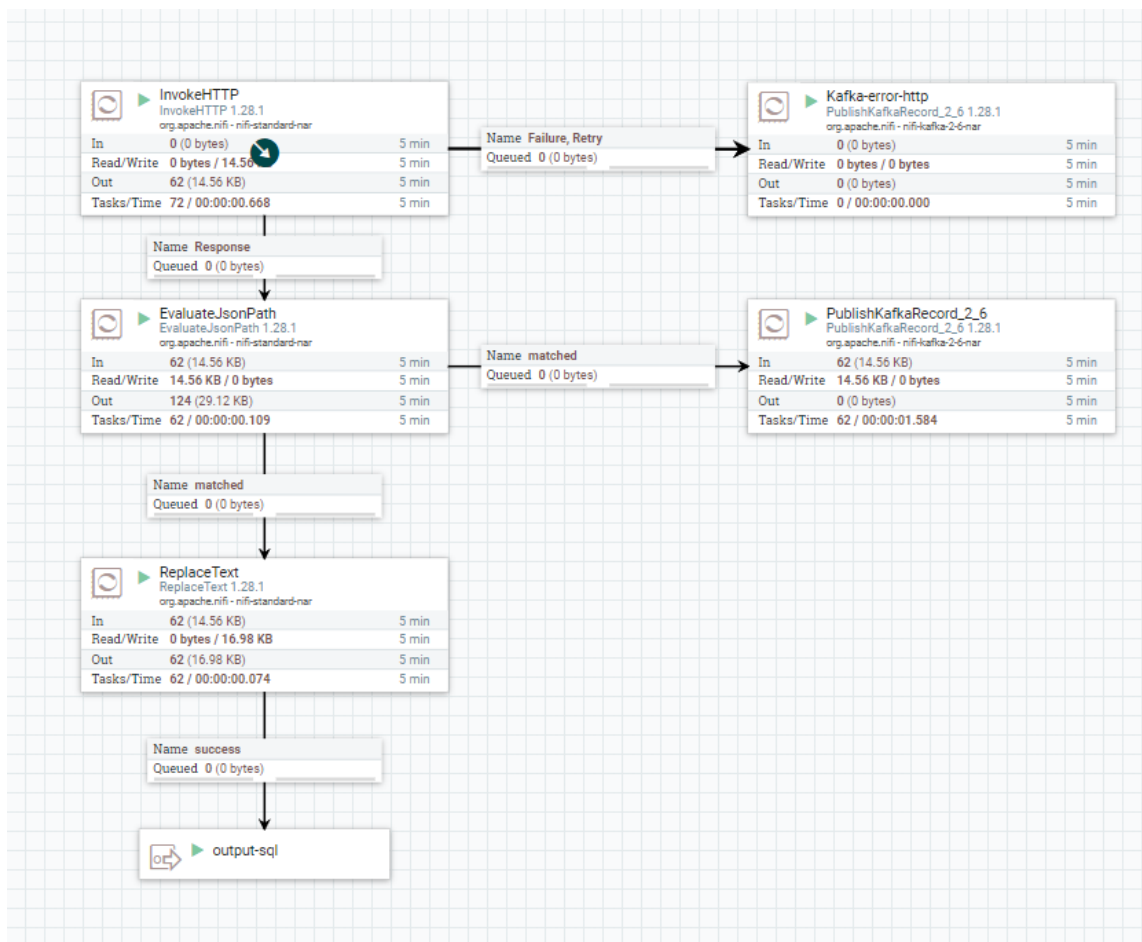 InvokeHTTP
InvokeHTTP 1.28.1
org.apache.nifi - nifi-standard-nar
In 0 (0 bytes) 5 min
Read/Write 0 bytes / 14.56 5 min
Out 62 (14.56 KB) 5 min
Tasks/Time 72 / 00:00:00.668 5 min
Name Failure, Retry
Queued 0 (0 bytes)
Kafka-error-http
PublishKafkaRecord_2_6 1.28.1
org.apache.nifi - nifi-kafka-2-6-nar
In 0 (0 bytes) 5 min
Read/Write 0 bytes / 0 bytes 5 min
Out 0 (0 bytes) 5 min
Tasks/Time 0 / 00:00:00.000 5 min
Name Response
Queued 0 (0 bytes)
EvaluateJsonPath
EvaluateJsonPath 1.28.1
org.apache.nifi - nifi-standard-nar
In 62 (14.56 KB) 5 min
Read/Write 14.56 KB / 0 bytes 5 min
Out 124 (29.12 KB) 5 min
Tasks/Time 62 / 00:00:00.109 5 min
Name matched
Queued 0 (0 bytes)
PublishKafkaRecord_2_6
PublishKafkaRecord_2_6 1.28.1
org.apache.nifi - nifi-kafka-2-6-nar
In 62 (14.56 KB) 5 min
Read/Write 14.56 KB / 0 bytes 5 min
Out 0 (0 bytes) 5 min
Tasks/Time 62 / 00:00:01.584 5 min
Name matched
Queued 0 (0 bytes)
ReplaceText
ReplaceText 1.28.1
org.apache.nifi - nifi-standard-nar
In 62 (14.56 KB) 5 min
Read/Write 0 bytes / 16.98 KB 5 min
Out 62 (16.98 KB) 5 min
Tasks/Time 62 / 00:00:00.074 5 min
Name success
Queued 0 (0 bytes)
output-sql